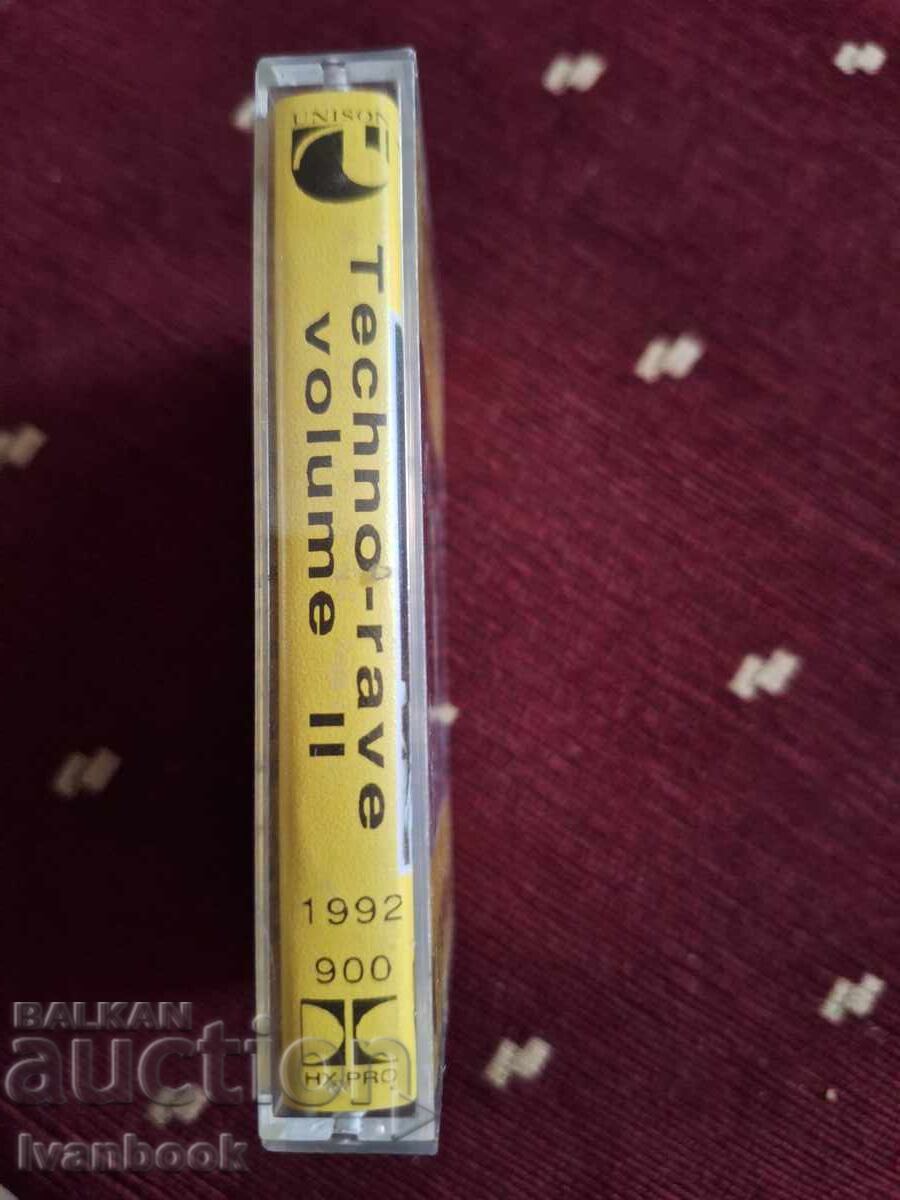 UNISON
Techno-rave
volume II
1992
900
HX PRO
BALKAN
auction
Ivanbook